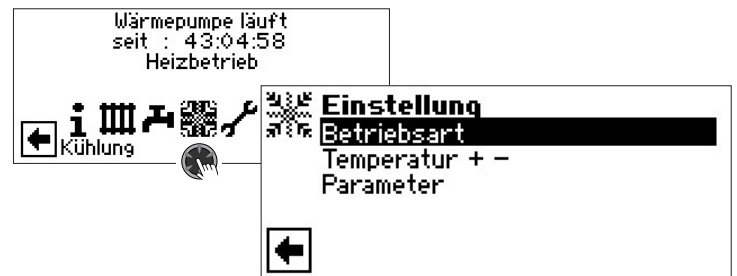 Wärmepumpe läuft
seit : 43:04:58
Heizbetrieb
Kühlung
Einstellung
Betriebsart
Temperatur + −
Parameter